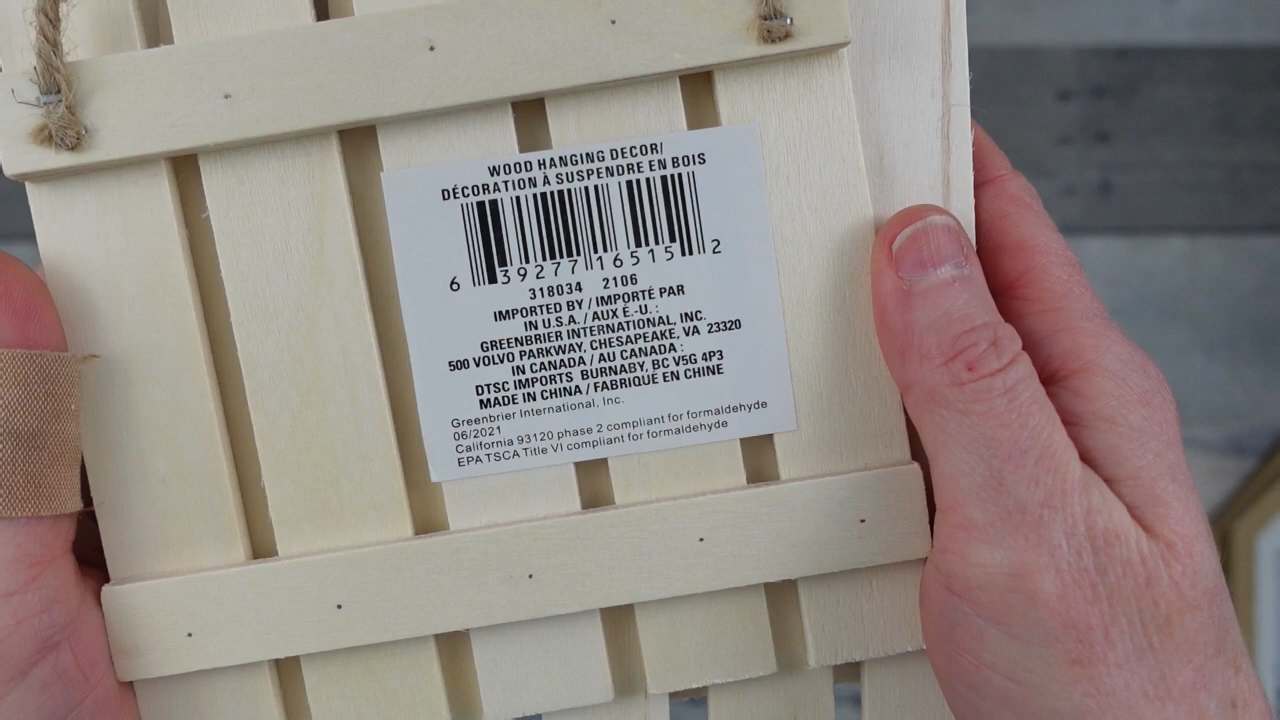 WOOD HANGING DECOR/
DÉCORATION À SUSPENDRE EN BOIS
6 39277 16515 2
318034 2106
IMPORTED BY / IMPORTÉ PAR
IN U.S.A. / AUX É.-U. :
GREENBRIER INTERNATIONAL, INC.
500 VOLVO PARKWAY, CHESAPEAKE, VA 23320
IN CANADA / AU CANADA :
DTSC IMPORTS BURNABY, BC V5G 4P3
MADE IN CHINA / FABRIQUÉ EN CHINE
Greenbrier International, Inc.
06/2021
California 93120 phase 2 compliant for formaldehyde
EPA TSCA Title VI compliant for formaldehyde